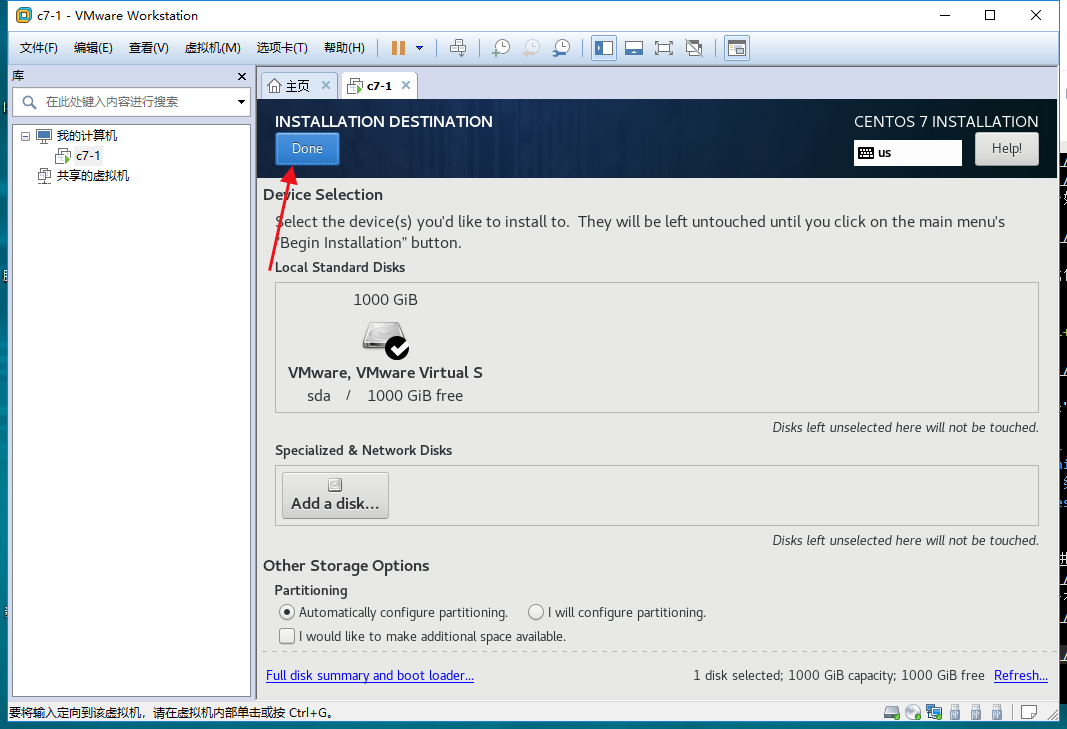 c7-1 - VMware Workstation
文件(F) 编辑(E) 查看(V) 虚拟机(M) 选项卡(T) 帮助(H)
库
在此处键入内容进行搜索
我的计算机
c7-1
共享的虚拟机
主页 c7-1
INSTALLATION DESTINATION
CENTOS 7 INSTALLATION
Done
us
Help!
Device Selection
Select the device(s) you'd like to install to. They will be left untouched until you click on the main menu's
"Begin Installation" button.
Local Standard Disks
1000 GiB
VMware, VMware Virtual S
sda / 1000 GiB free
Disks left unselected here will not be touched.
Specialized & Network Disks
Add a disk...
Disks left unselected here will not be touched.
Other Storage Options
Partitioning
Automatically configure partitioning. I will configure partitioning.
I would like to make additional space available.
Full disk summary and boot loader... 1 disk selected; 1000 GiB capacity; 1000 GiB free Refresh...
要将输入定向到该虚拟机，请在虚拟机内部单击或按 Ctrl+G。